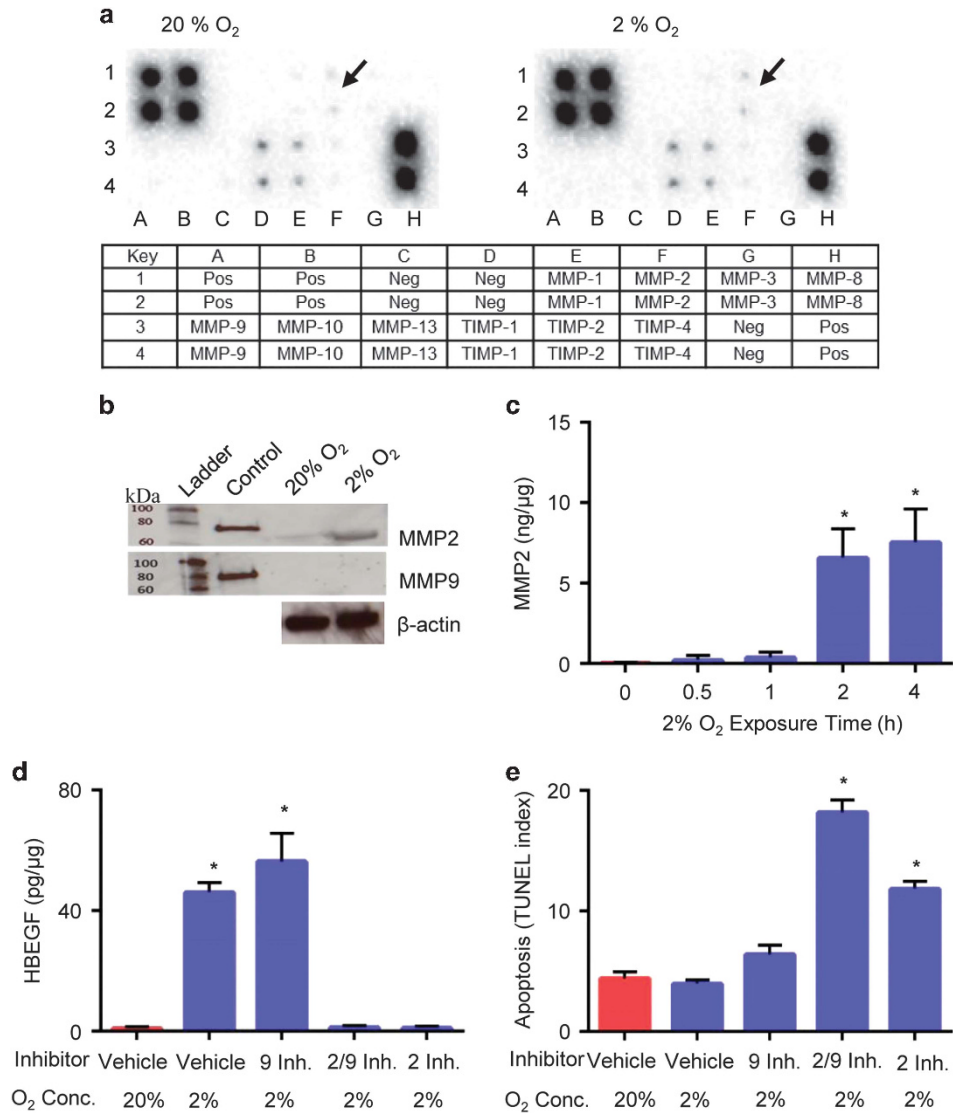 a
20 % O2
2 % O2
1
2
3
4
A B C D E F G H
1
2
3
4
A B C D E F G H
Key A B C D E F G H
1 Pos Pos Neg Neg MMP-1 MMP-2 MMP-3 MMP-8
2 Pos Pos Neg Neg MMP-1 MMP-2 MMP-3 MMP-8
3 MMP-9 MMP-10 MMP-13 TIMP-1 TIMP-2 TIMP-4 Neg Pos
4 MMP-9 MMP-10 MMP-13 TIMP-1 TIMP-2 TIMP-4 Neg Pos
b
kDa Ladder Control 20% O2 2% O2
100
80
60
MMP2
100
80
60
MMP9
β-actin
c
MMP2 (ng/µg)
15
10
5
0
* *
0 0.5 1 2 4
2% O2 Exposure Time (h)
d
HBEGF (pg/µg)
80
40
0
* *
Inhibitor Vehicle Vehicle 9 Inh. 2/9 Inh. 2 Inh.
O2 Conc. 20% 2% 2% 2% 2%
e
Apoptosis (TUNEL index)
20
10
0
* *
Inhibitor Vehicle Vehicle 9 Inh. 2/9 Inh. 2 Inh.
O2 Conc. 20% 2% 2% 2% 2%